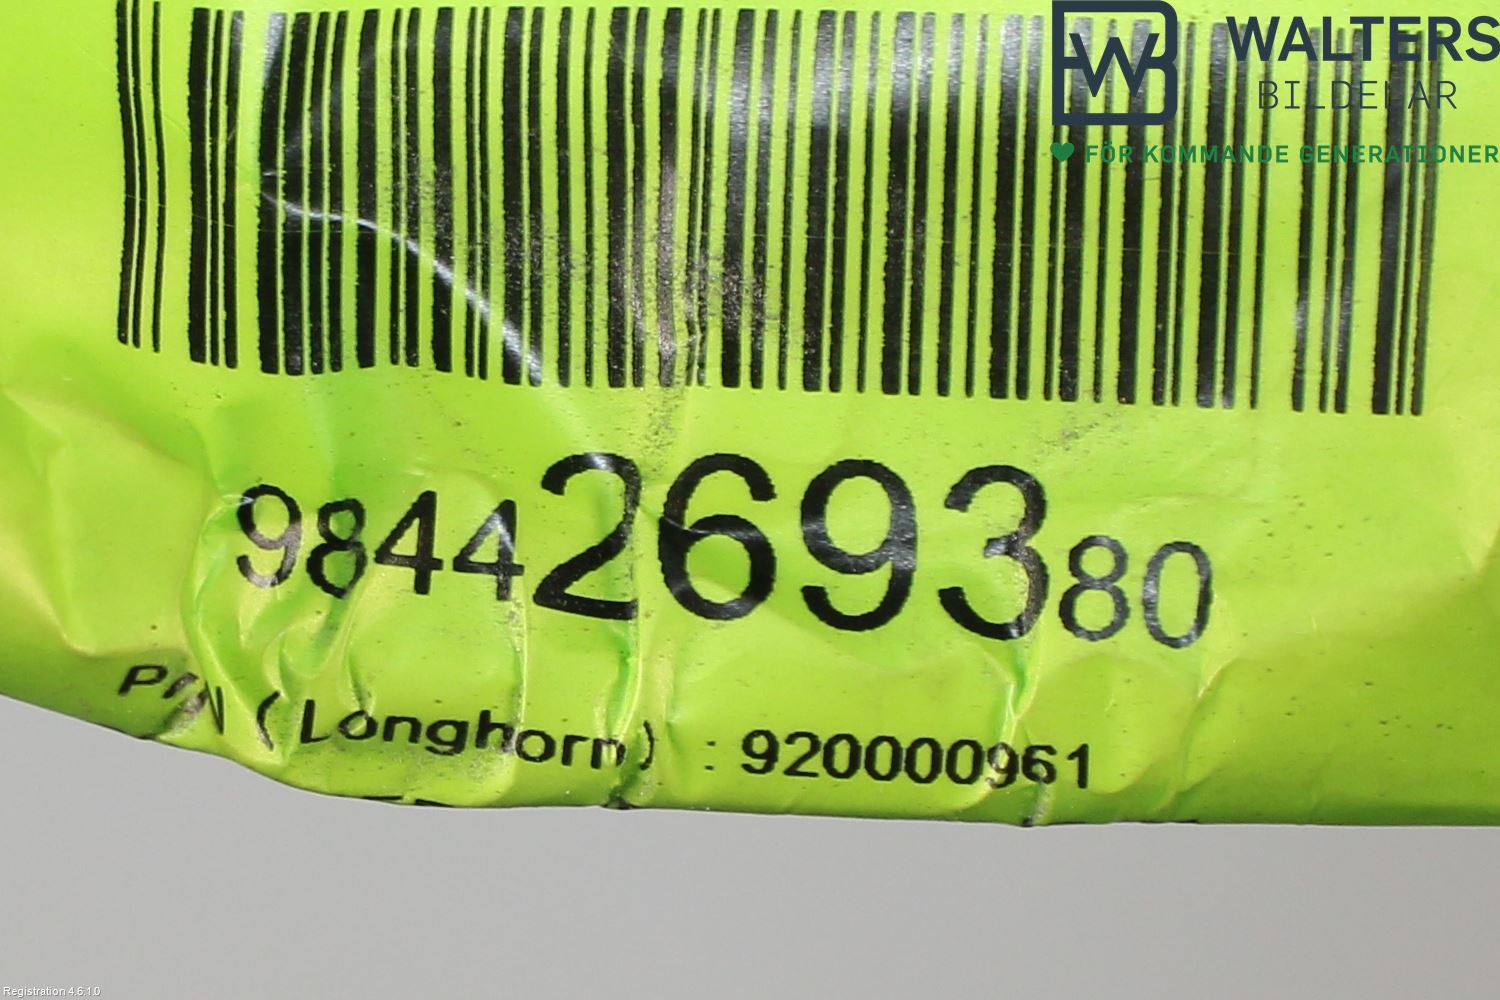 WALTERS
BILDELAR
FÖR KOMMANDE GENERATIONER
9844269380
P/N (Longhorn) : 920000961
Registration 4.6.1.0